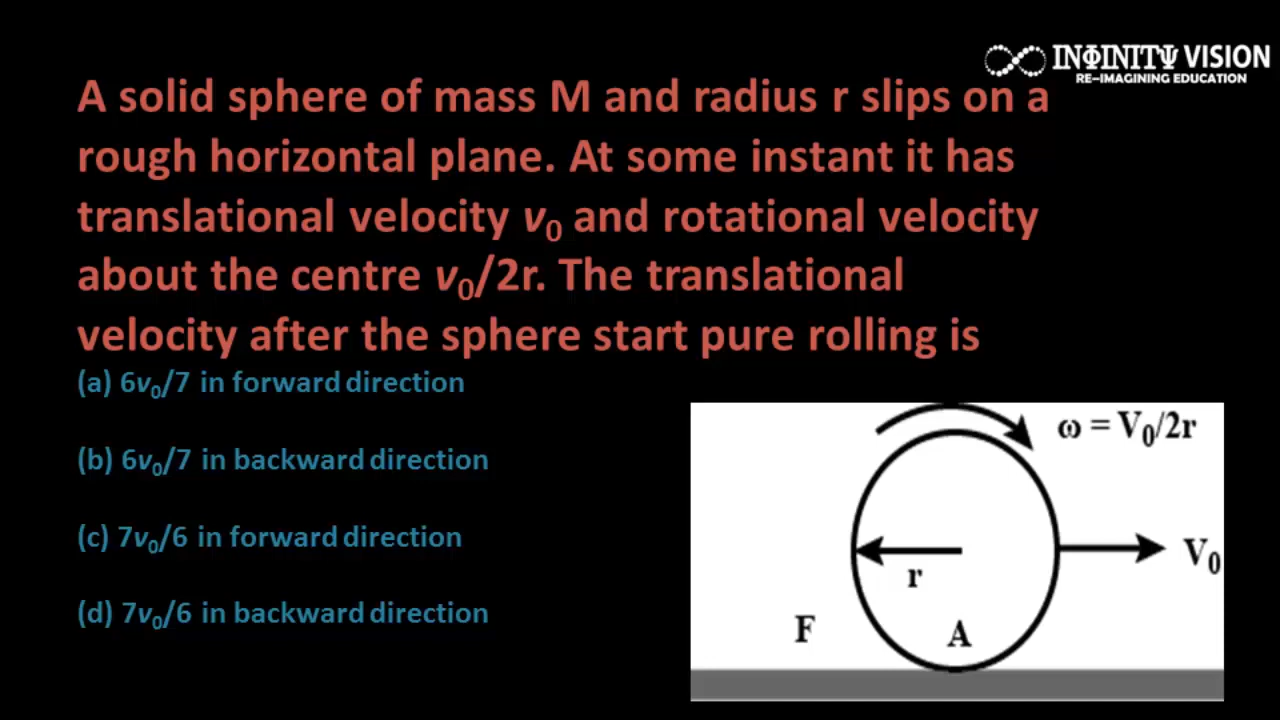 INΦINITΨ VISION
RE-IMAGINING EDUCATION
A solid sphere of mass M and radius r slips on a
rough horizontal plane. At some instant it has
translational velocity v₀ and rotational velocity
about the centre v₀/2r. The translational
velocity after the sphere start pure rolling is
(a) 6v₀/7 in forward direction
(b) 6v₀/7 in backward direction
(c) 7v₀/6 in forward direction
(d) 7v₀/6 in backward direction
ω = V₀/2r
V₀
r
F
A